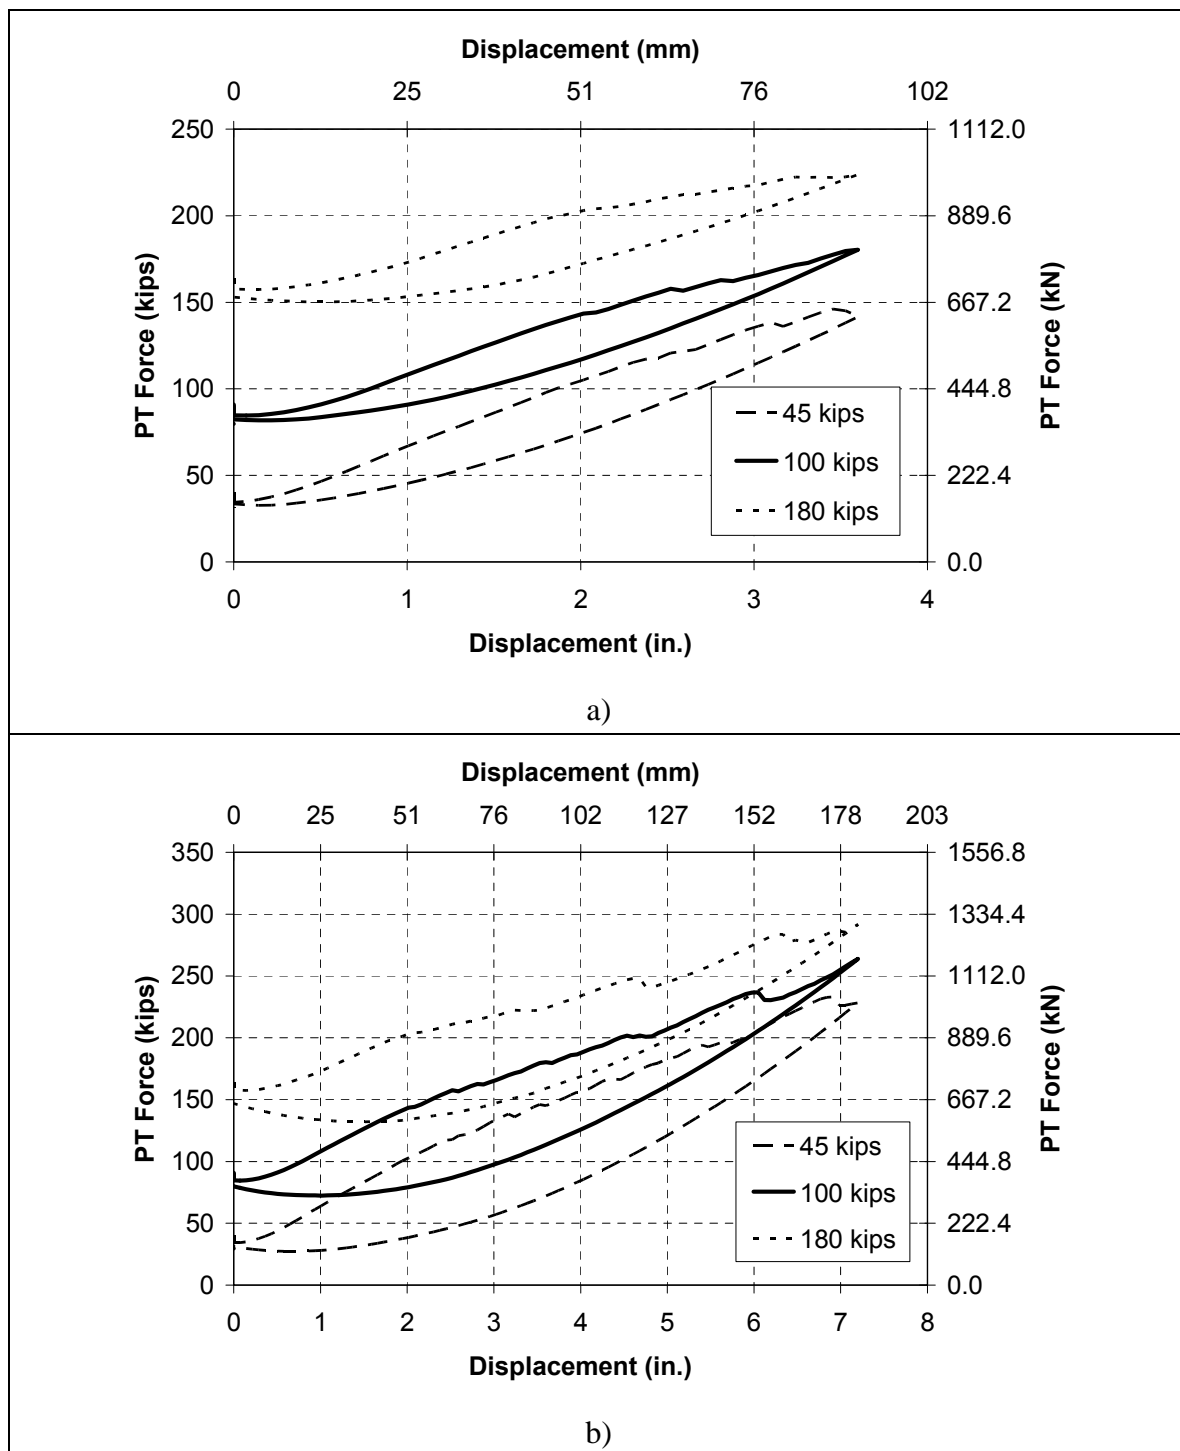 Displacement (mm)
0 25 51 76 102
250 1112.0
200 889.6
150 667.2
100 444.8
50 222.4
0 0.0
PT Force (kips)
PT Force (kN)
45 kips
100 kips
180 kips
0 1 2 3 4
Displacement (in.)
a)
Displacement (mm)
0 25 51 76 102 127 152 178 203
350 1556.8
300 1334.4
250 1112.0
200 889.6
150 667.2
100 444.8
50 222.4
0 0.0
PT Force (kips)
PT Force (kN)
45 kips
100 kips
180 kips
0 1 2 3 4 5 6 7 8
Displacement (in.)
b)